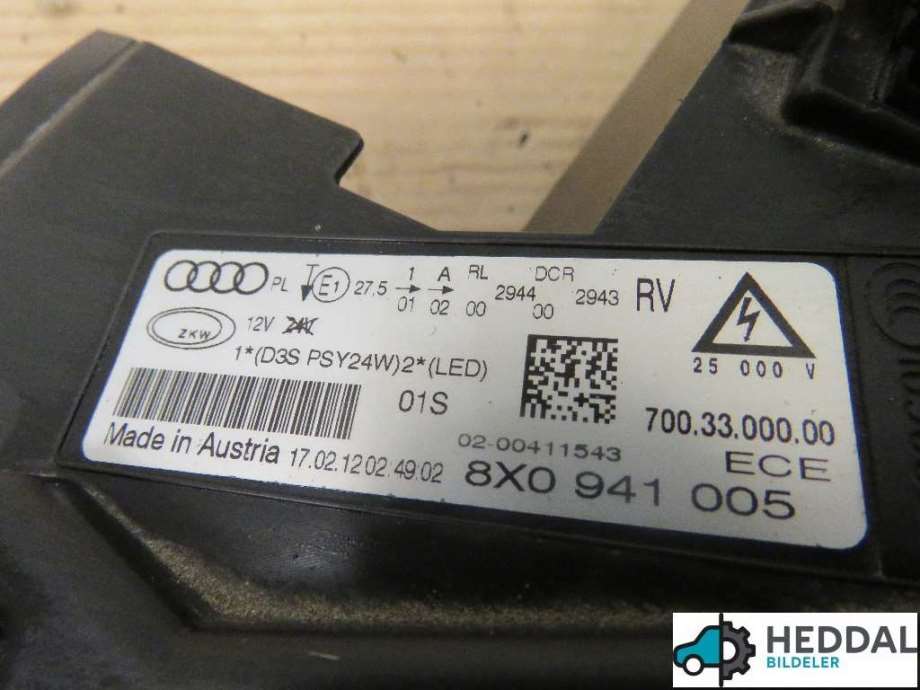 PL E1 27,5 1 01 A 02 RL 00 2944 DCR 00 2943 RV
ZKW 12V 24V
25 000 V
1*(D3S PSY24W)2*(LED)
01S
700.33.000.00
02-00411543
ECE
Made in Austria 17.02.12 02.49.02 8X0 941 005
HEDDAL
BILDELER